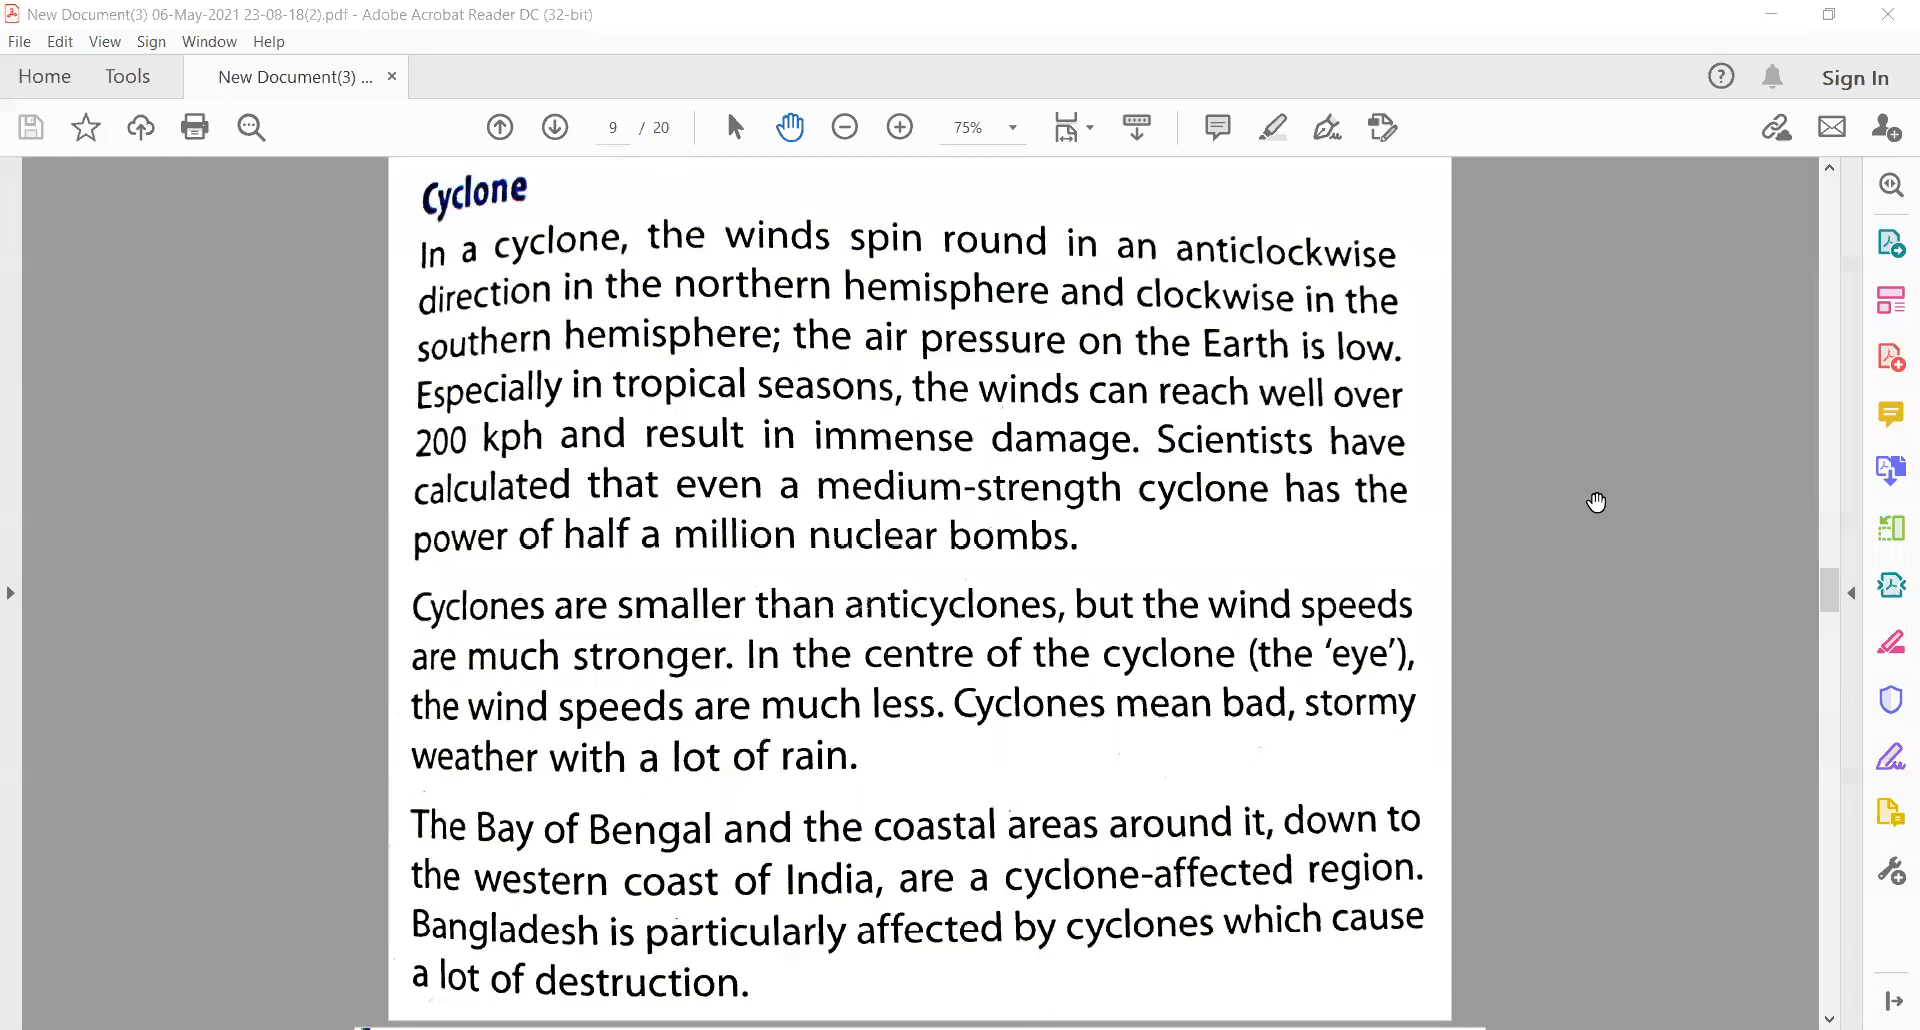 New Document(3) 06-May-2021 23-08-18(2).pdf - Adobe Acrobat Reader DC (32-bit)
File Edit View Sign Window Help
Home Tools New Document(3) ... × Sign In
9 / 20 75%
Cyclone
In a cyclone, the winds spin round in an anticlockwise
direction in the northern hemisphere and clockwise in the
southern hemisphere; the air pressure on the Earth is low.
Especially in tropical seasons, the winds can reach well over
200 kph and result in immense damage. Scientists have
calculated that even a medium-strength cyclone has the
power of half a million nuclear bombs.
Cyclones are smaller than anticyclones, but the wind speeds
are much stronger. In the centre of the cyclone (the 'eye'),
the wind speeds are much less. Cyclones mean bad, stormy
weather with a lot of rain.
The Bay of Bengal and the coastal areas around it, down to
the western coast of India, are a cyclone-affected region.
Bangladesh is particularly affected by cyclones which cause
a lot of destruction.